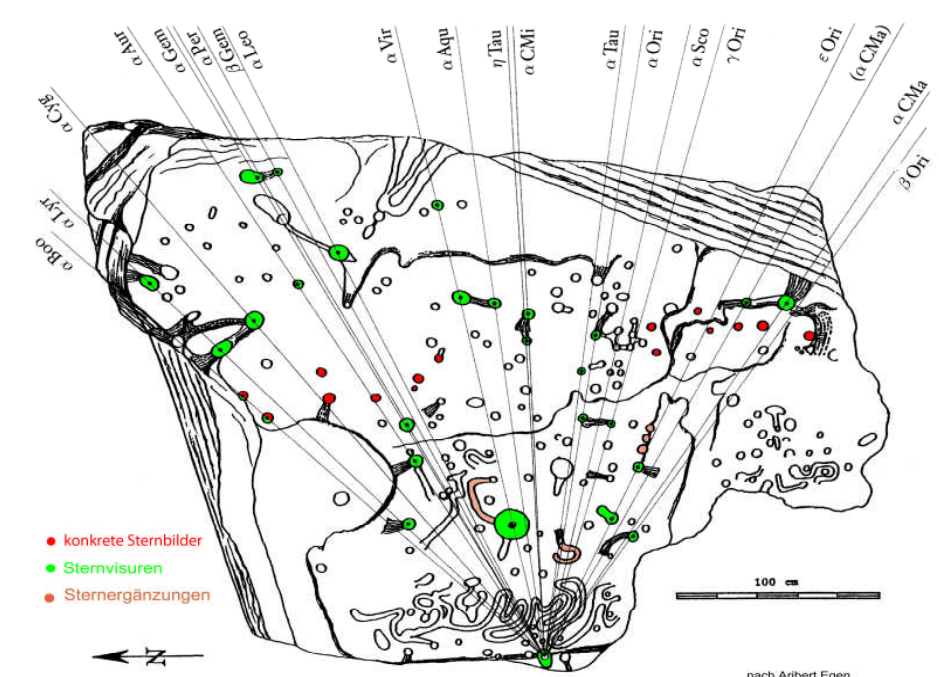 α Boo
α Lyr
α Cyg
α Aur
α Gem
α Per
β Gem
α Leo
α Vir
α Aqu
η Tau
α CMi
α Tau
α Ori
α Sco
γ Ori
ε Ori
(α CMa)
α CMa
β Ori
konkrete Sternbilder
Sternvisuren
Sternergänzungen
100 cm
N
nach Aribert Egen